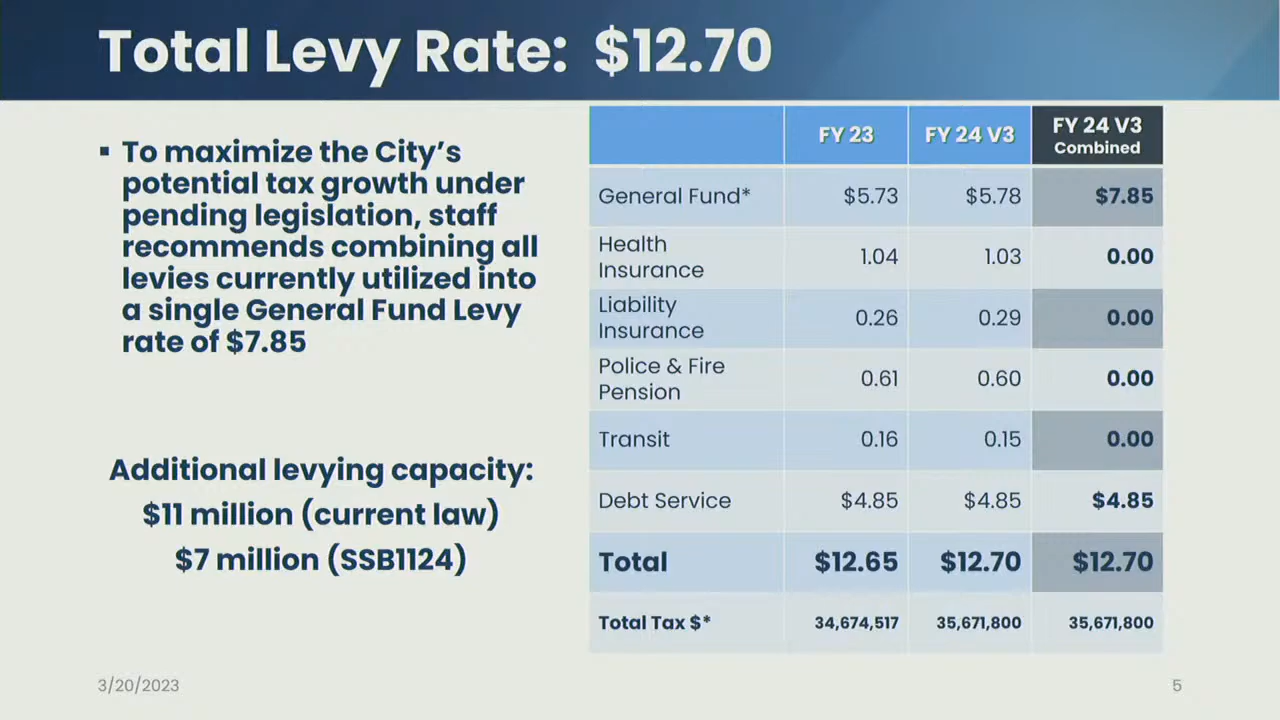 Total Levy Rate: $12.70
▪ To maximize the City's
potential tax growth under
pending legislation, staff
recommends combining all
levies currently utilized into
a single General Fund Levy
rate of $7.85
Additional levying capacity:
$11 million (current law)
$7 million (SSB1124)
FY 23 FY 24 V3 FY 24 V3
Combined
General Fund* $5.73 $5.78 $7.85
Health
Insurance 1.04 1.03 0.00
Liability
Insurance 0.26 0.29 0.00
Police & Fire
Pension 0.61 0.60 0.00
Transit 0.16 0.15 0.00
Debt Service $4.85 $4.85 $4.85
Total $12.65 $12.70 $12.70
Total Tax $* 34,674,517 35,671,800 35,671,800
3/20/2023 5